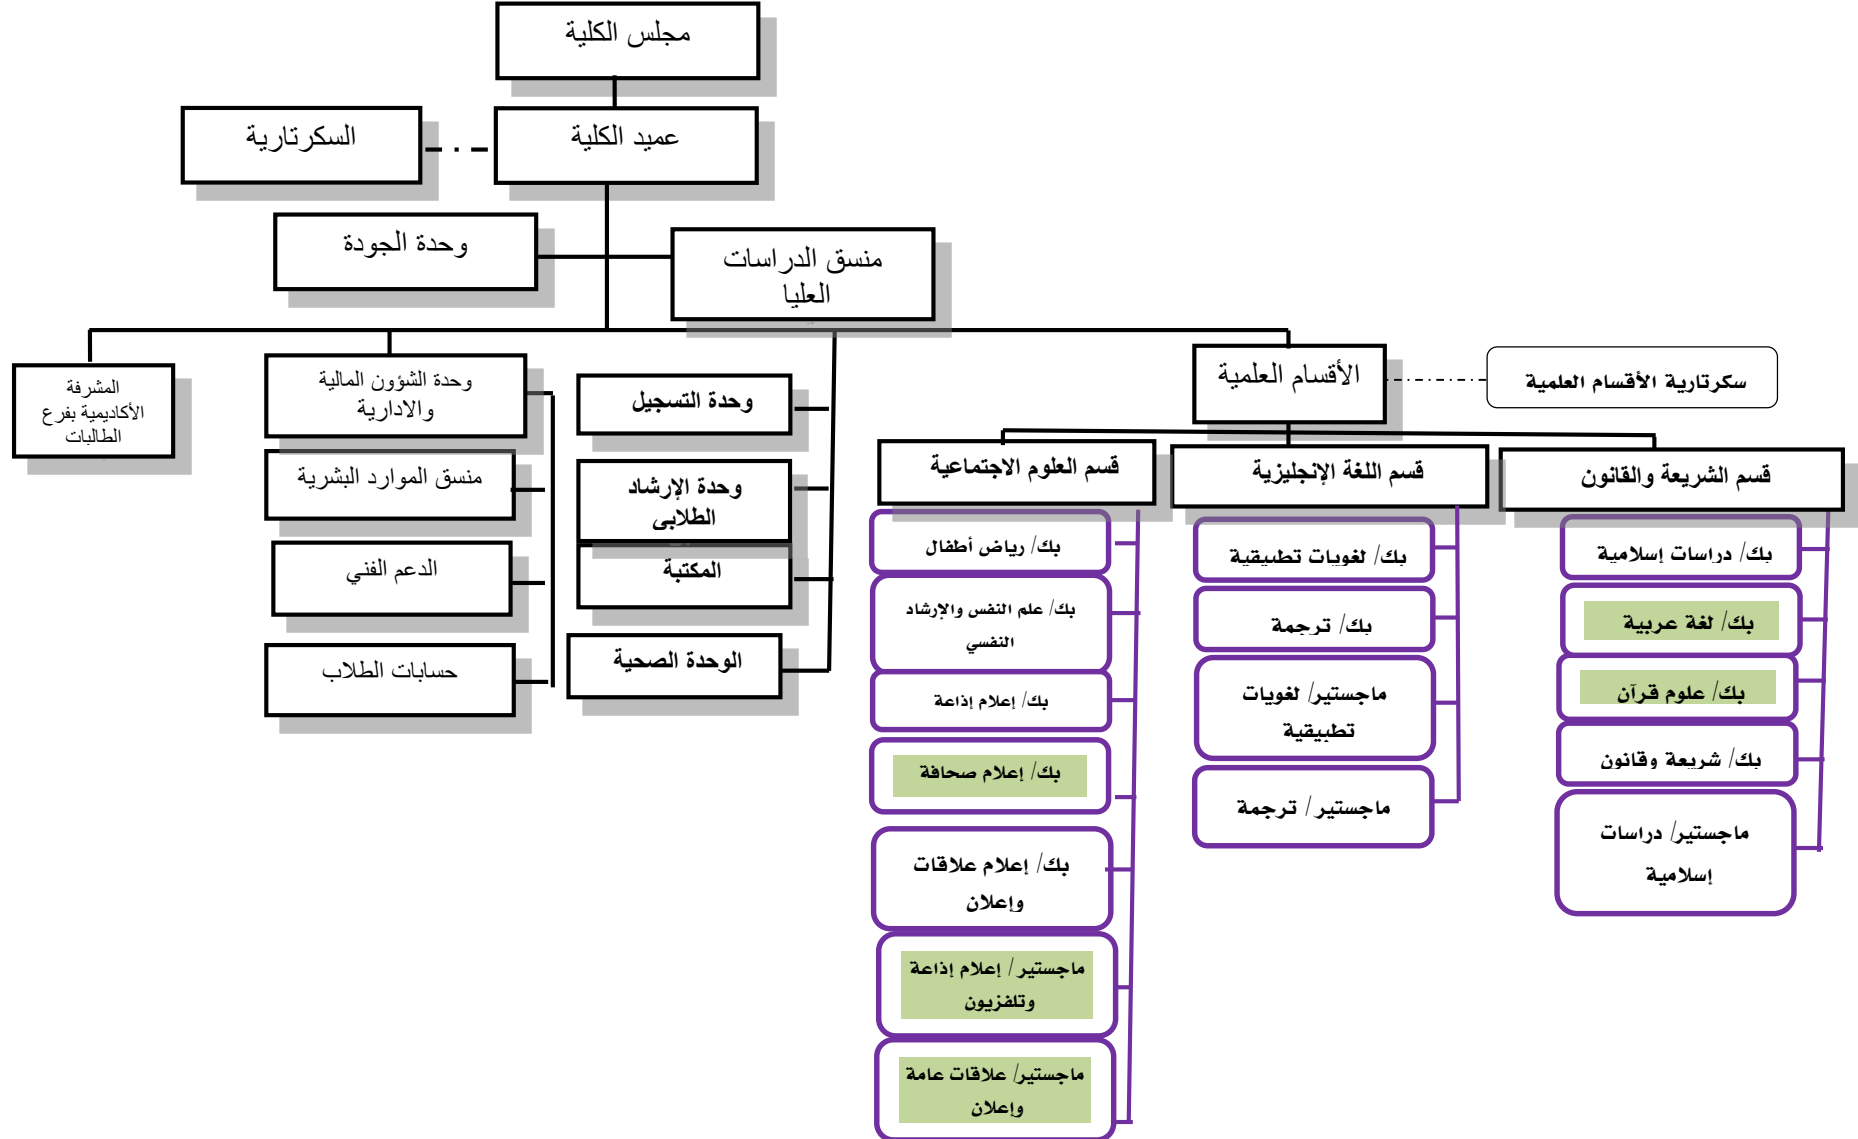 مجلس الكلية
عميد الكلية
السكرتارية
وحدة الجودة
منسق الدراسات
العليا
الأقسام العلمية
سكرتارية الأقسام العلمية
وحدة التسجيل
وحدة الإرشاد
الطلابي
المكتبة
الوحدة الصحية
وحدة الشؤون المالية
والادارية
منسق الموارد البشرية
الدعم الفني
حسابات الطلاب
المشرفة
الأكاديمية بفرع
الطالبات
قسم الشريعة والقانون
بك/ دراسات إسلامية
بك/ لغة عربية
بك/ علوم قرآن
بك/ شريعة وقانون
ماجستير/ دراسات
إسلامية
قسم اللغة الإنجليزية
بك/ لغويات تطبيقية
بك/ ترجمة
ماجستير/ لغويات
تطبيقية
ماجستير/ ترجمة
قسم العلوم الاجتماعية
بك/ رياض أطفال
بك/ علم النفس والإرشاد
النفسي
بك/ إعلام إذاعة
بك/ إعلام صحافة
بك/ إعلام علاقات
وإعلان
ماجستير/ إعلام إذاعة
وتلفزيون
ماجستير/ علاقات عامة
وإعلان